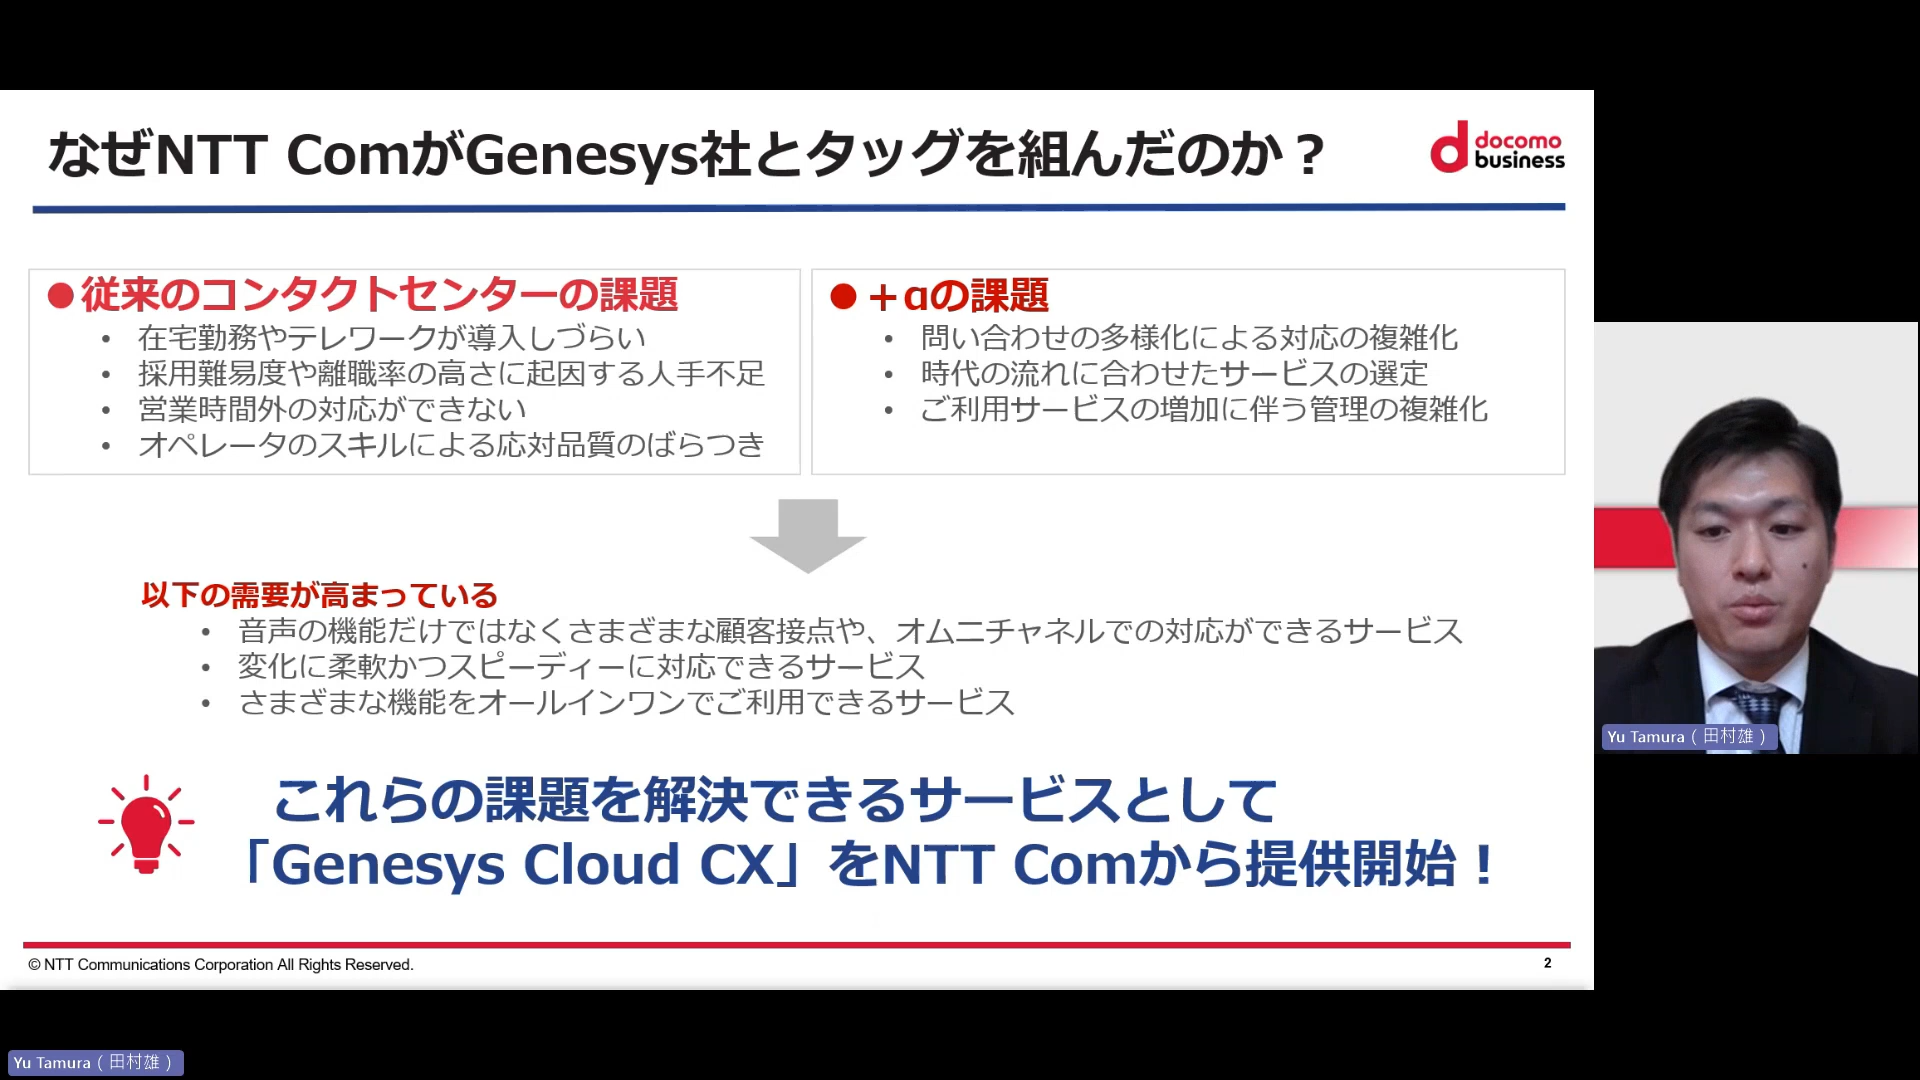 なぜNTT ComがGenesys社とタッグを組んだのか？
docomo
business
●従来のコンタクトセンターの課題
• 在宅勤務やテレワークが導入しづらい
• 採用難易度や離職率の高さに起因する人手不足
• 営業時間外の対応ができない
• オペレータのスキルによる応対品質のばらつき
●＋αの課題
• 問い合わせの多様化による対応の複雑化
• 時代の流れに合わせたサービスの選定
• ご利用サービスの増加に伴う管理の複雑化
以下の需要が高まっている
• 音声の機能だけではなくさまざまな顧客接点や、オムニチャネルでの対応ができるサービス
• 変化に柔軟かつスピーディーに対応できるサービス
• さまざまな機能をオールインワンでご利用できるサービス
これらの課題を解決できるサービスとして
「Genesys Cloud CX」をNTT Comから提供開始！
© NTT Communications Corporation All Rights Reserved.
2
Yu Tamura（田村雄）
Yu Tamura（田村雄）